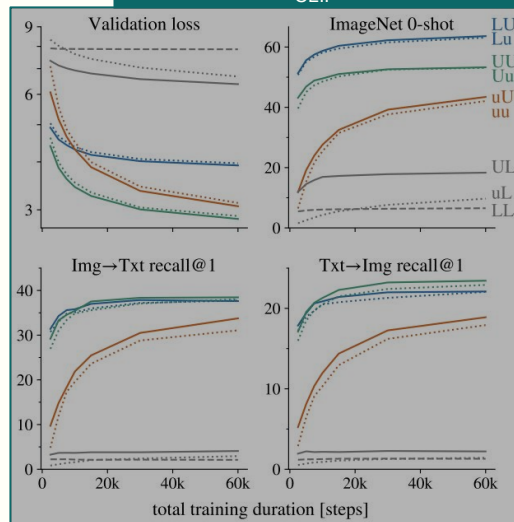 Validation loss
ImageNet 0-shot
9
6
3
60
40
20
0
LU
Lu
UU
Uu
uU
uu
UL
uL
LL
Img→Txt recall@1
Txt→Img recall@1
40
30
20
10
0
20
10
0
0
20k
40k
60k
0
20k
40k
60k
total training duration [steps]